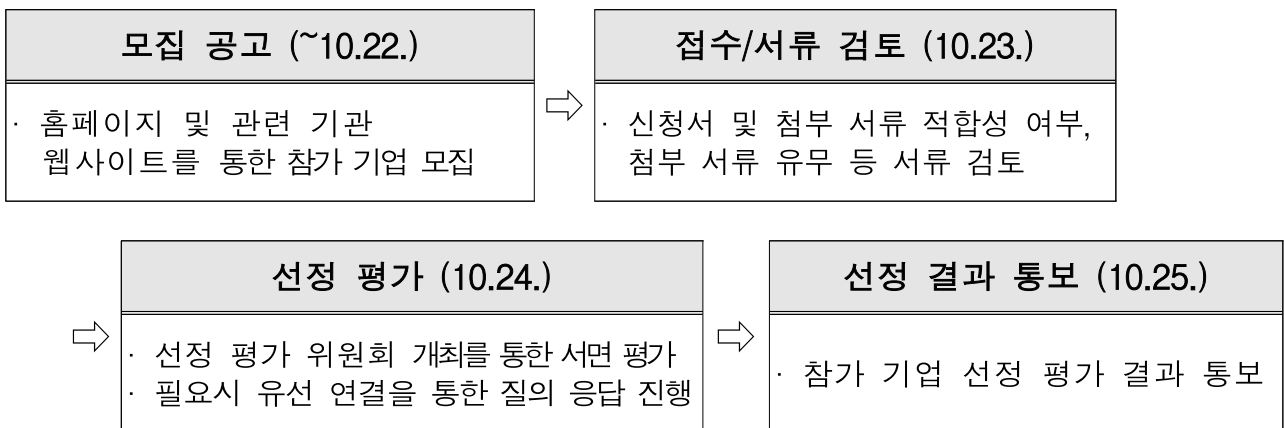 모집 공고 (~10.22.)
· 홈페이지 및 관련 기관
웹사이트를 통한 참가 기업 모집
접수/서류 검토 (10.23.)
· 신청서 및 첨부 서류 적합성 여부,
첨부 서류 유무 등 서류 검토
선정 평가 (10.24.)
· 선정 평가 위원회 개최를 통한 서면 평가
· 필요시 유선 연결을 통한 질의 응답 진행
선정 결과 통보 (10.25.)
· 참가 기업 선정 평가 결과 통보